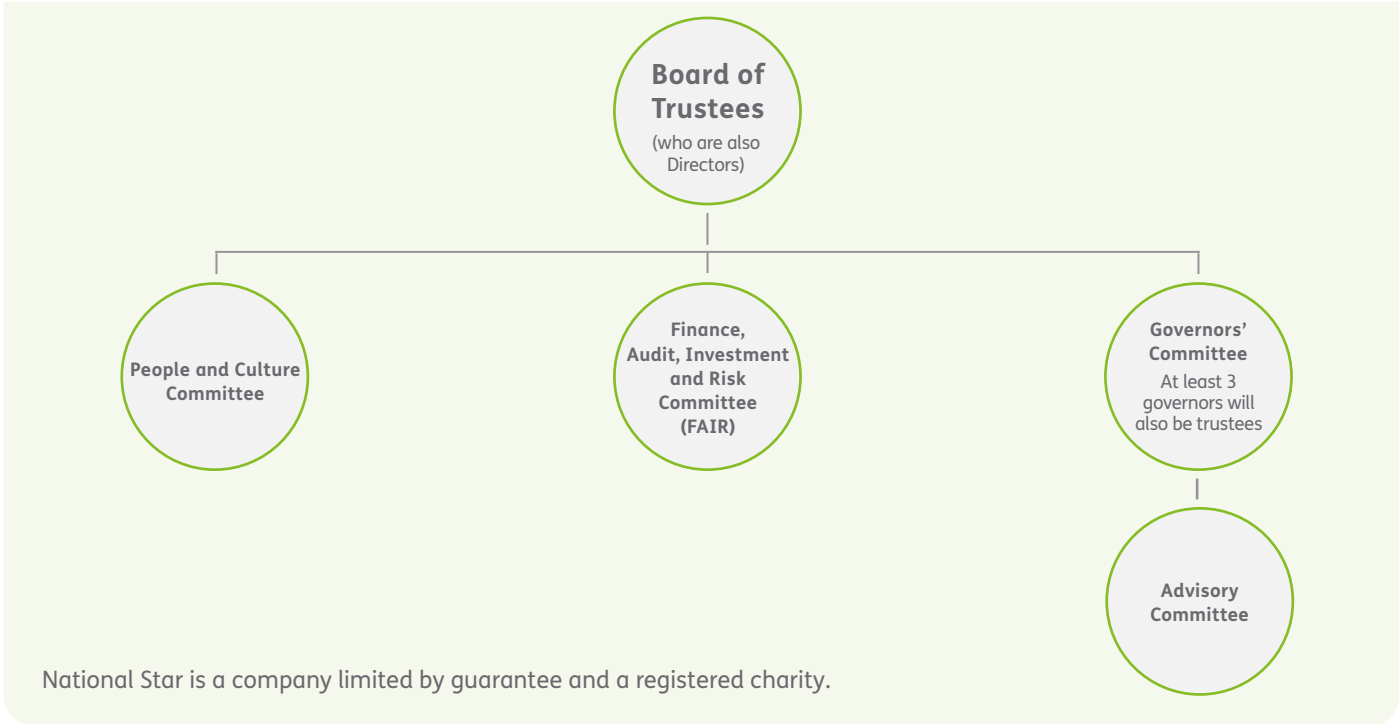 Board of
Trustees
(who are also
Directors)
People and Culture
Committee
Finance,
Audit, Investment
and Risk
Committee
(FAIR)
Governors’
Committee
At least 3
governors will
also be trustees
Advisory
Committee
National Star is a company limited by guarantee and a registered charity.